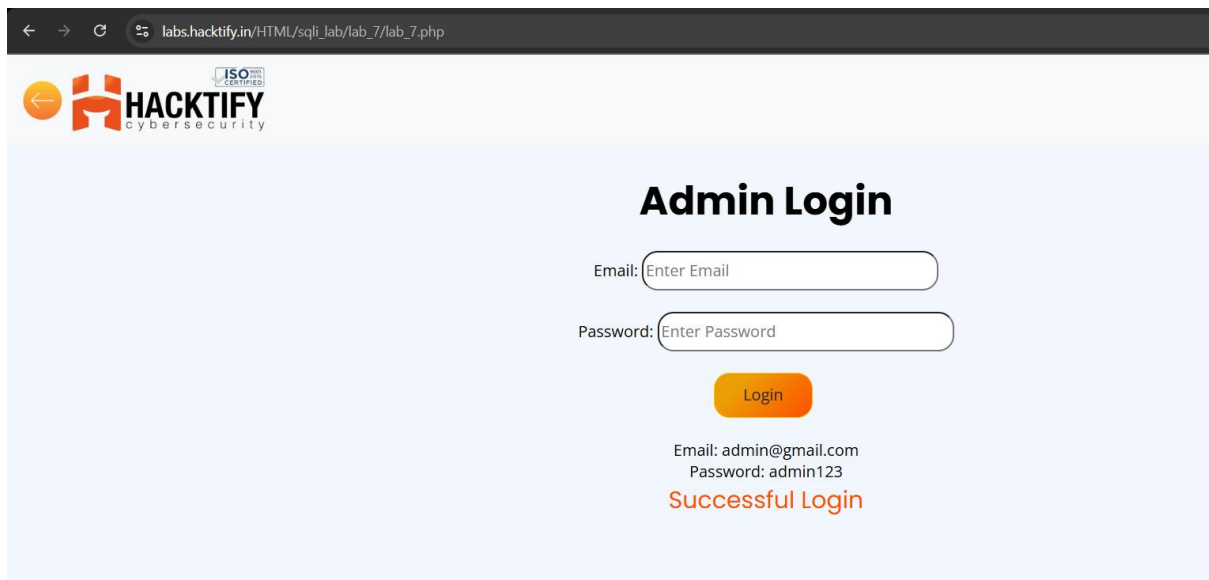 labs.hacktify.in/HTML/sqli_lab/lab_7/lab_7.php
ISO 9001
CERTIFIED
HACKTIFY
cybersecurity
Admin Login
Email: Enter Email
Password: Enter Password
Login
Email: admin@gmail.com
Password: admin123
Successful Login